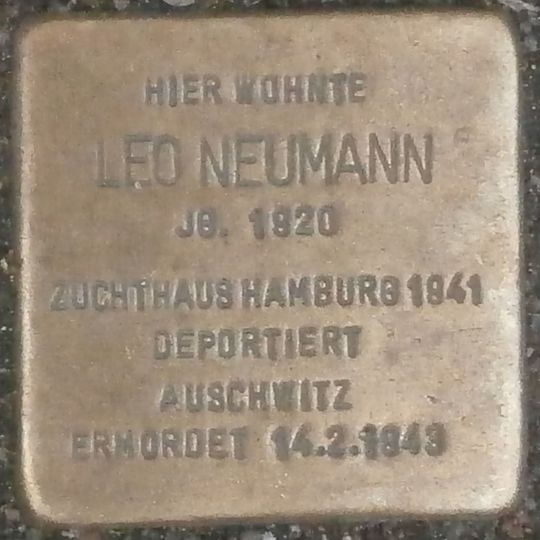 HIER WOHNTE
LEO NEUMANN
JG. 1920
ZUCHTHAUS HAMBURG 1941
DEPORTIERT
AUSCHWITZ
ERMORDET 14.2.1943